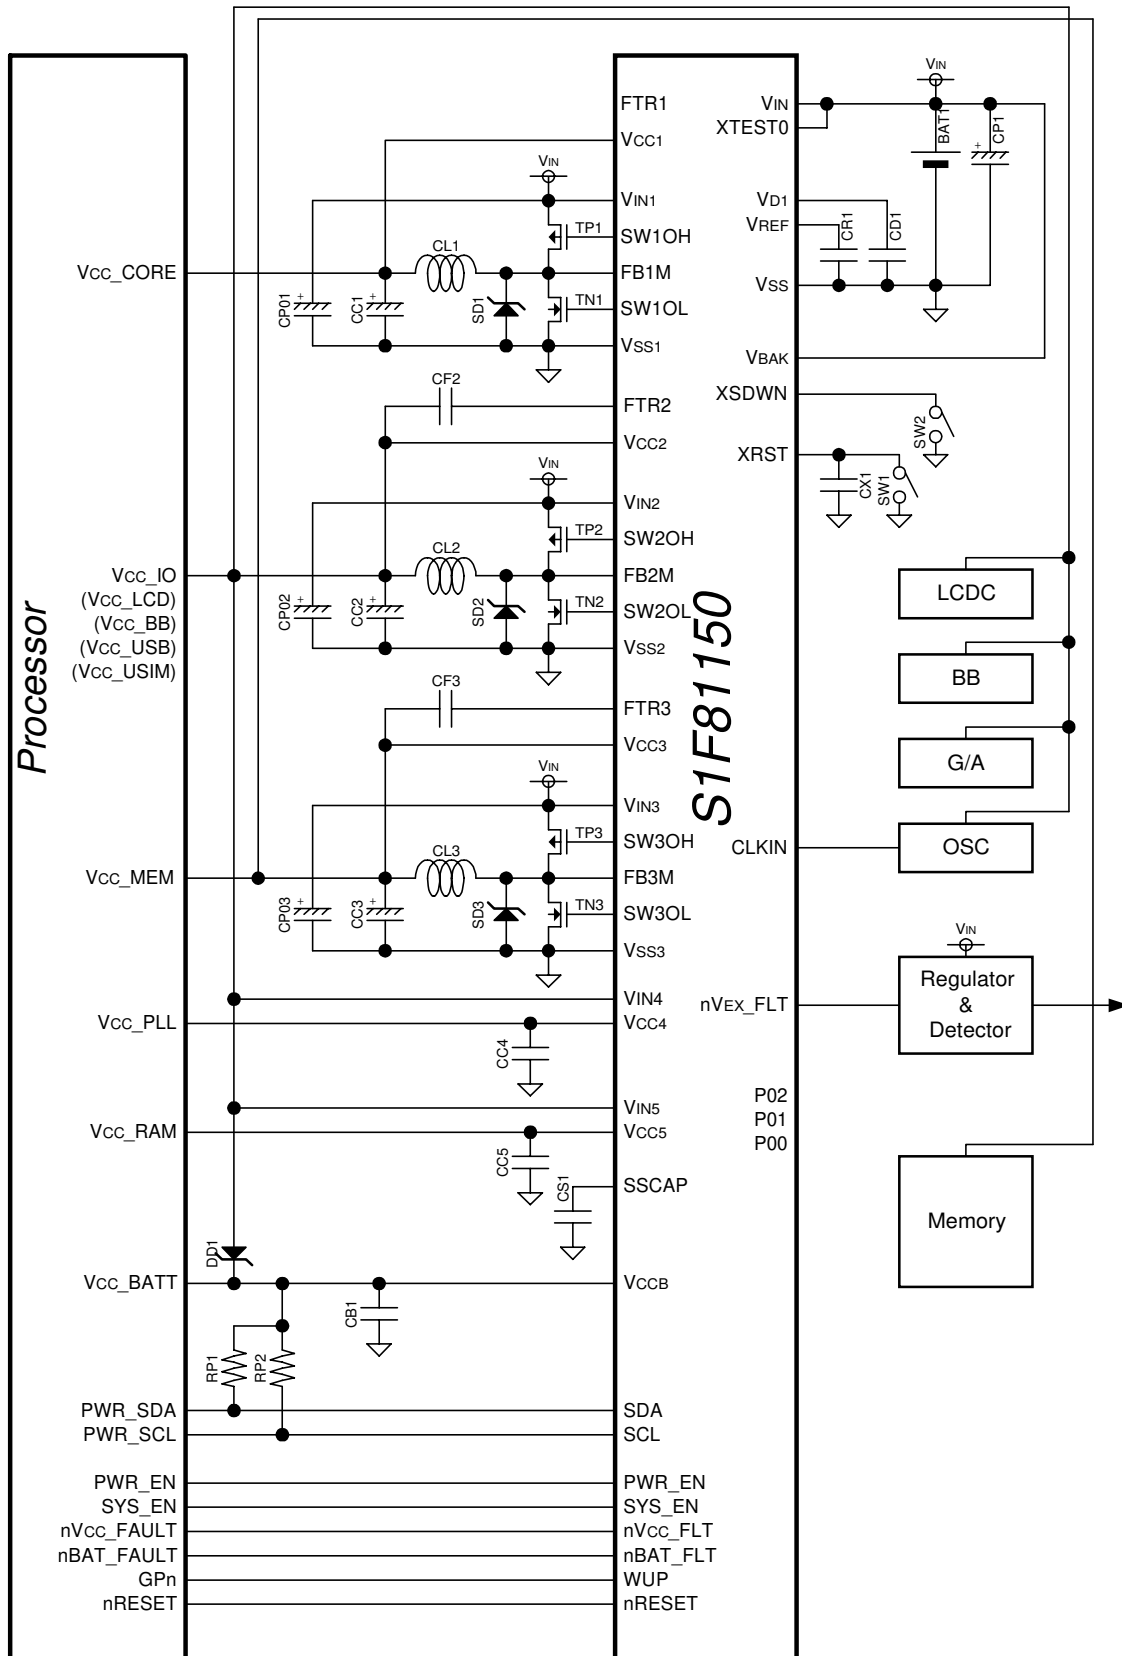 Processor
VCC_CORE
VCC_IO
(VCC_LCD)
(VCC_BB)
(VCC_USB)
(VCC_USIM)
VCC_MEM
VCC_PLL
VCC_RAM
VCC_BATT
PWR_SDA
PWR_SCL
PWR_EN
SYS_EN
nVCC_FAULT
nBAT_FAULT
GPn
nRESET
VIN
TP1
CL1
CP01
+
CC1
+
SD1
TN1
CF2
VIN
TP2
CL2
CP02
+
CC2
+
SD2
TN2
CF3
VIN
TP3
CL3
CP03
+
CC3
+
SD3
TN3
CC4
CC5
CS1
DD1
CB1
RP1
RP2
S1F81150
FTR1
VCC1
VIN1
SW1OH
FB1M
SW1OL
VSS1
FTR2
VCC2
VIN2
SW2OH
FB2M
SW2OL
VSS2
FTR3
VCC3
VIN3
SW3OH
FB3M
SW3OL
VSS3
VIN4
VCC4
VIN5
VCC5
SSCAP
VCCB
SDA
SCL
PWR_EN
SYS_EN
nVCC_FLT
nBAT_FLT
WUP
nRESET
VIN
XTEST0
VD1
VREF
VSS
VBAK
XSDWN
XRST
CLKIN
nVEX_FLT
P02
P01
P00
VIN
BAT1
CP1
+
CR1
CD1
SW2
CX1
SW1
LCDC
BB
G/A
OSC
VIN
Regulator
&
Detector
Memory